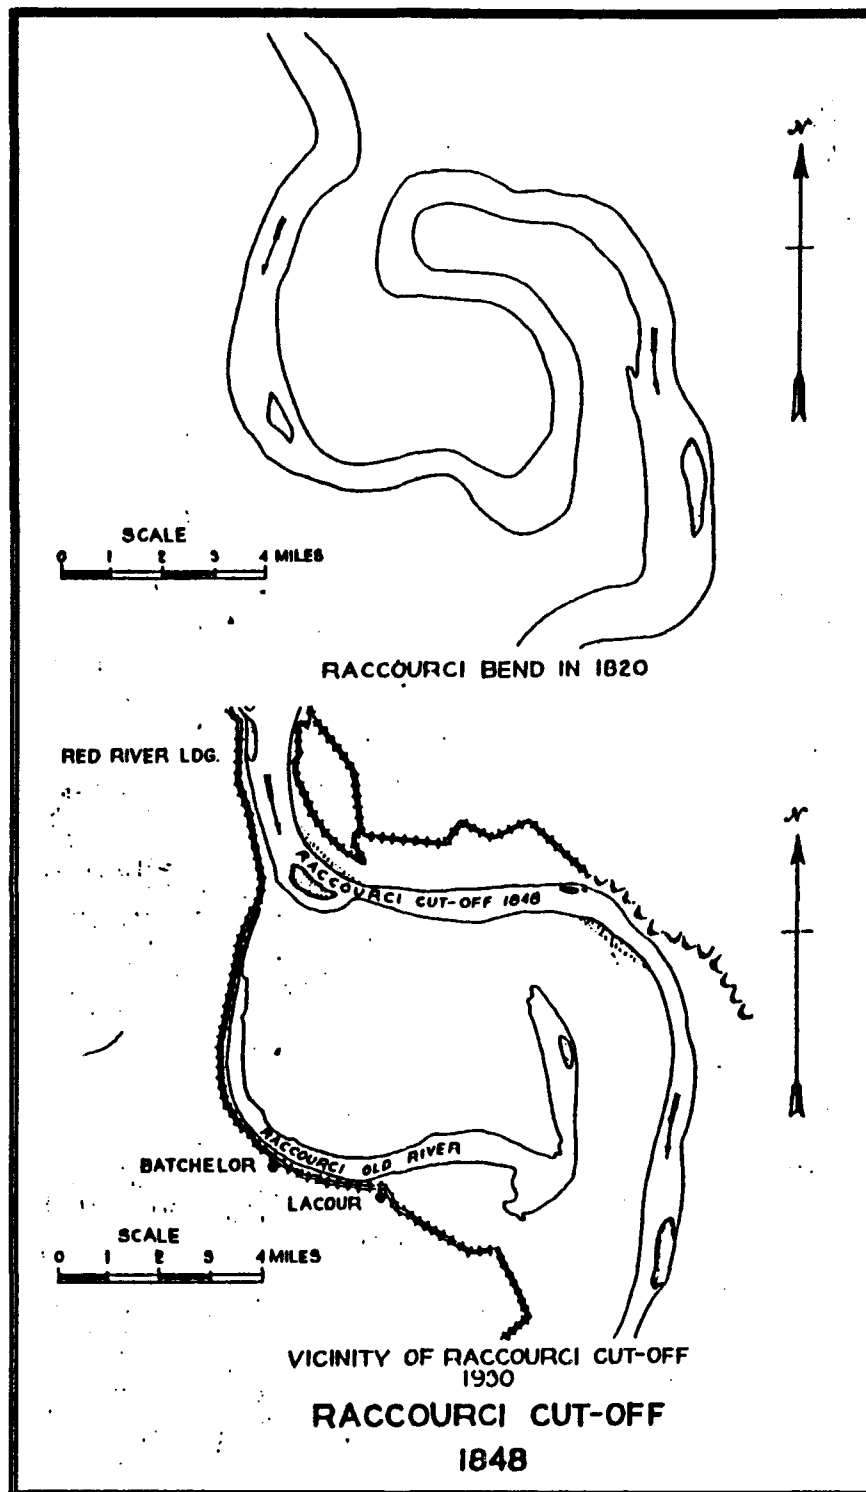 N
SCALE
0 1 2 3 4 MILES
RACCOURCI BEND IN 1820
RED RIVER LDG.
N
RACCOURCI CUT-OFF 1848
RACCOURCI OLD RIVER
BATCHELOR
LACOUR
SCALE
0 1 2 3 4 MILES
VICINITY OF RACCOURCI CUT-OFF
1930
RACCOURCI CUT-OFF
1848